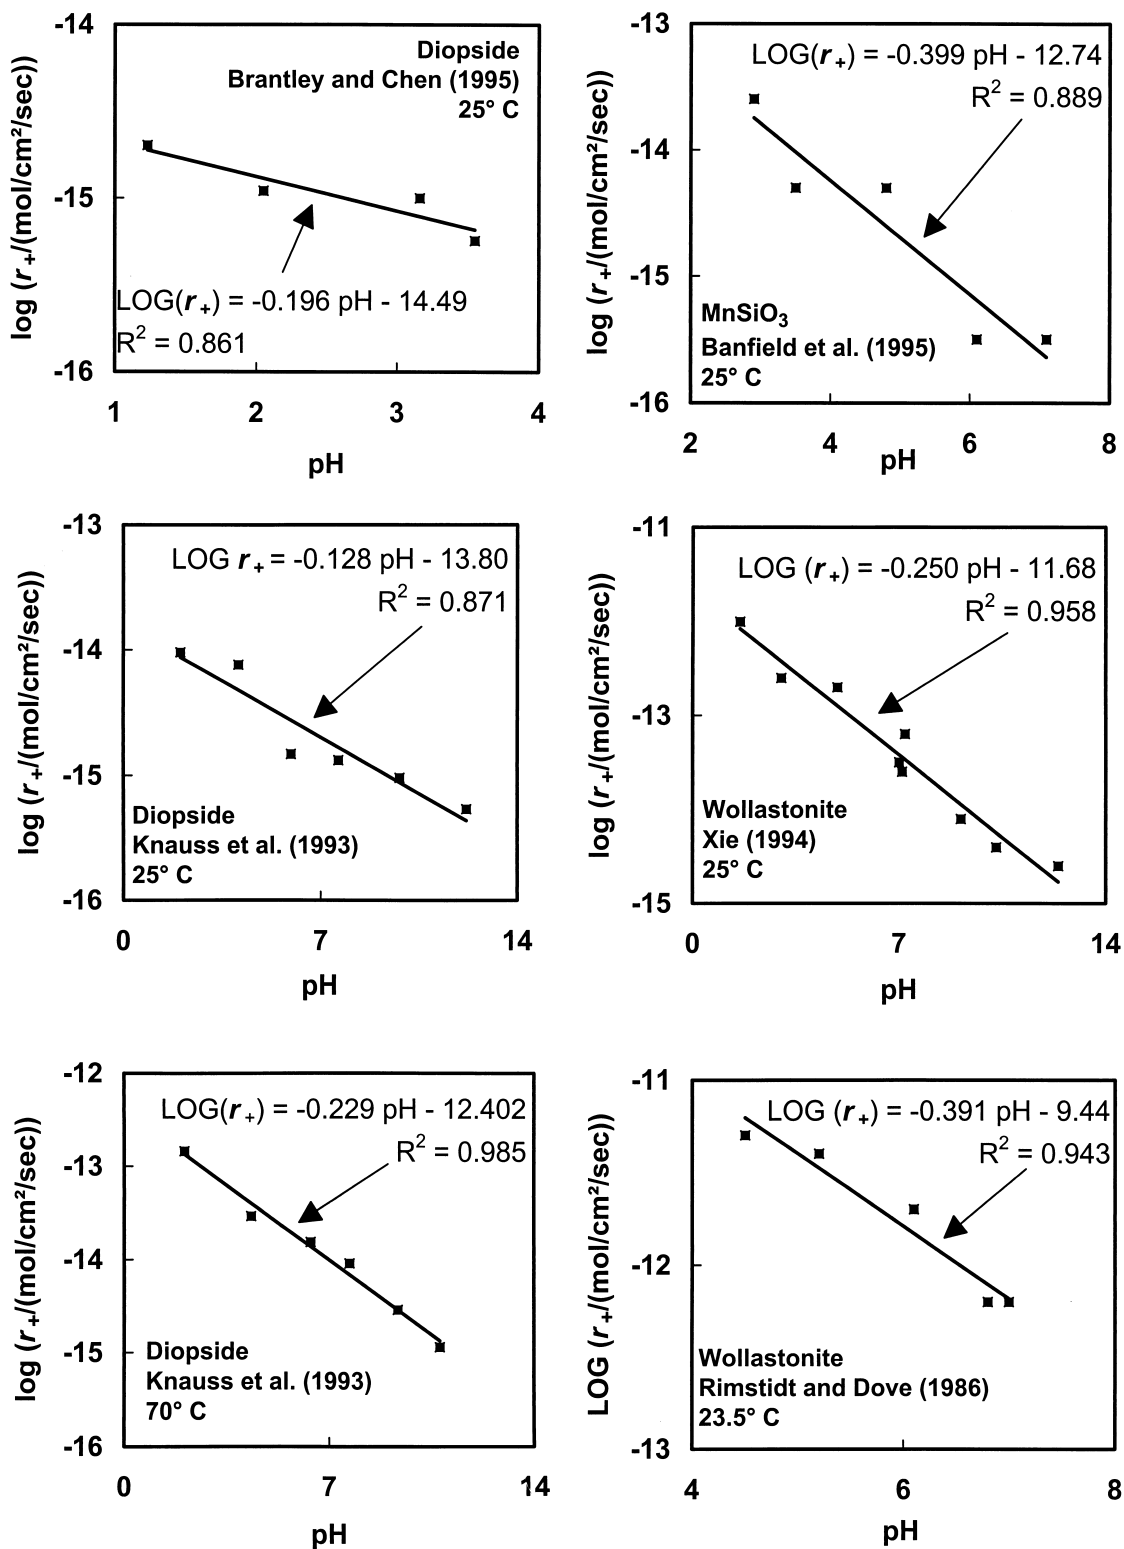 -14
-15
-16
log (r₊/(mol/cm²/sec))
Diopside
Brantley and Chen (1995)
25° C
LOG(r₊) = -0.196 pH - 14.49
R² = 0.861
1 2 3 4
pH
-13
-14
-15
-16
log (r₊/(mol/cm²/sec))
LOG(r₊) = -0.399 pH - 12.74
R² = 0.889
MnSiO₃
Banfield et al. (1995)
25° C
2 4 6 8
pH
-13
-14
-15
-16
log (r₊/(mol/cm²/sec))
LOG r₊ = -0.128 pH - 13.80
R² = 0.871
Diopside
Knauss et al. (1993)
25° C
0 7 14
pH
-11
-13
-15
log (r₊/(mol/cm²/sec))
LOG (r₊) = -0.250 pH - 11.68
R² = 0.958
Wollastonite
Xie (1994)
25° C
0 7 14
pH
-12
-13
-14
-15
-16
log (r₊/(mol/cm²/sec))
LOG(r₊) = -0.229 pH - 12.402
R² = 0.985
Diopside
Knauss et al. (1993)
70° C
0 7 14
pH
-11
-12
-13
LOG (r₊/(mol/cm²/sec))
LOG (r₊) = -0.391 pH - 9.44
R² = 0.943
Wollastonite
Rimstidt and Dove (1986)
23.5° C
4 6 8
pH